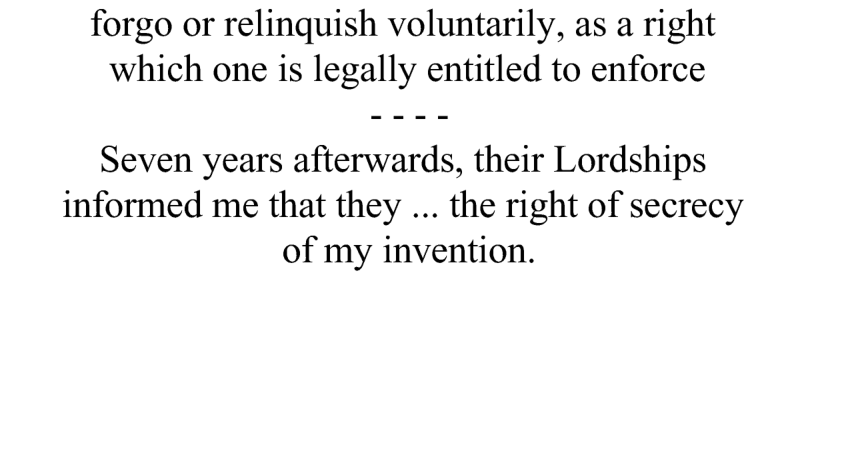 forgo or relinquish voluntarily, as a right
which one is legally entitled to enforce
- - - -
Seven years afterwards, their Lordships
informed me that they ... the right of secrecy
of my invention.